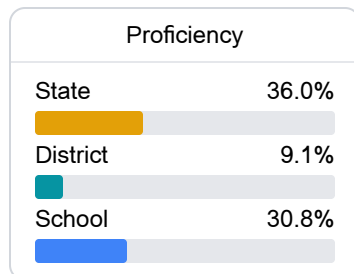 Proficiency
State 36.0%
District 9.1%
School 30.8%